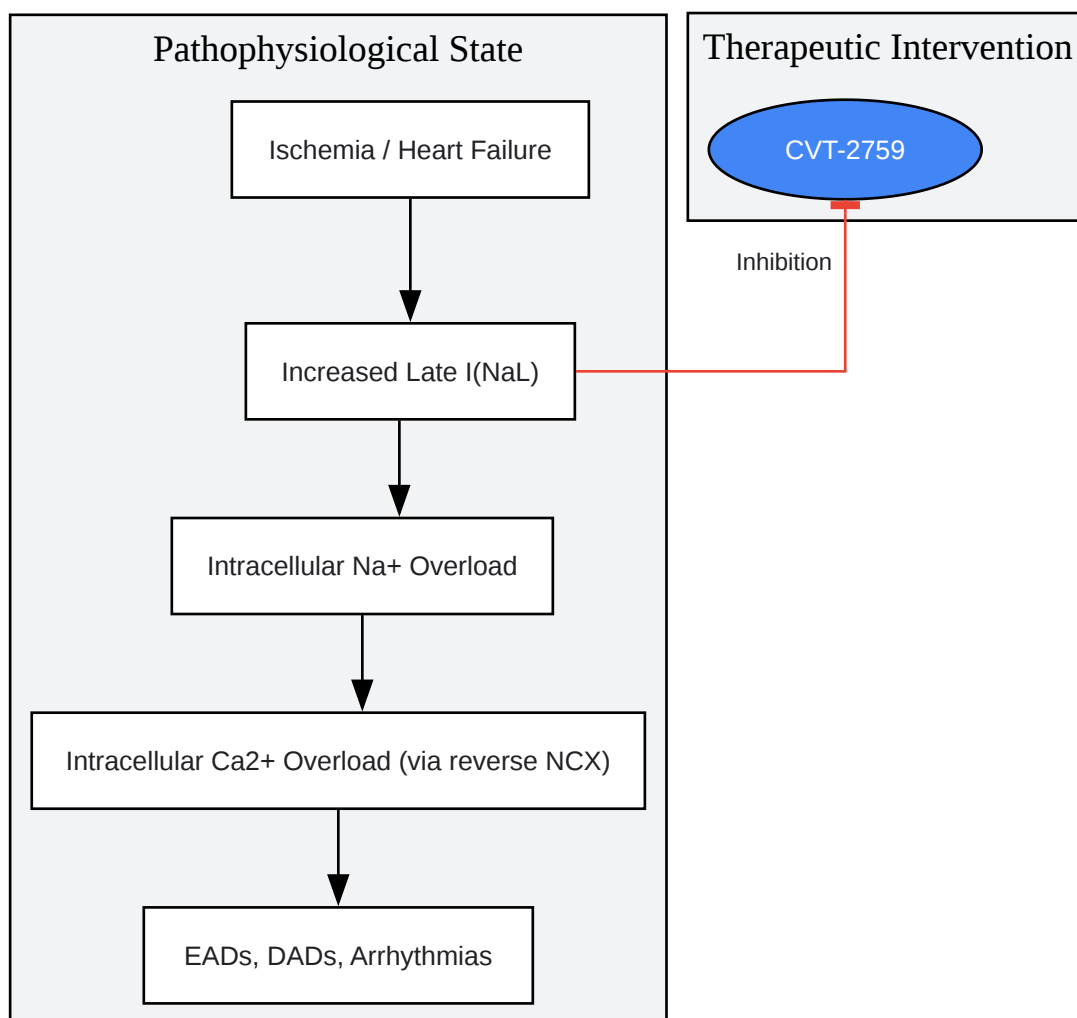 Pathophysiological State
Ischemia / Heart Failure
Increased Late I(NaL)
Intracellular Na+ Overload
Intracellular Ca2+ Overload (via reverse NCX)
EADs, DADs, Arrhythmias
Therapeutic Intervention
CVT-2759
Inhibition